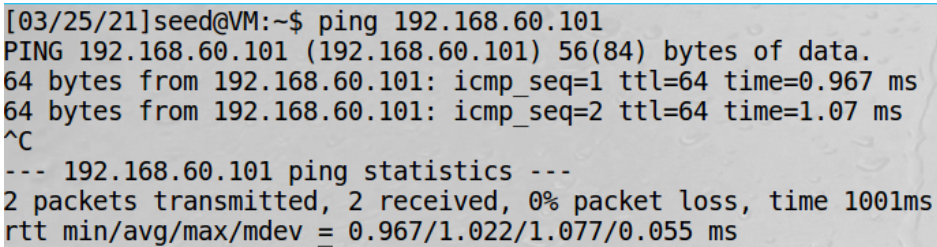 [03/25/21]seed@VM:~$ ping 192.168.60.101
PING 192.168.60.101 (192.168.60.101) 56(84) bytes of data.
64 bytes from 192.168.60.101: icmp_seq=1 ttl=64 time=0.967 ms
64 bytes from 192.168.60.101: icmp_seq=2 ttl=64 time=1.07 ms
^C
--- 192.168.60.101 ping statistics ---
2 packets transmitted, 2 received, 0% packet loss, time 1001ms
rtt min/avg/max/mdev = 0.967/1.022/1.077/0.055 ms